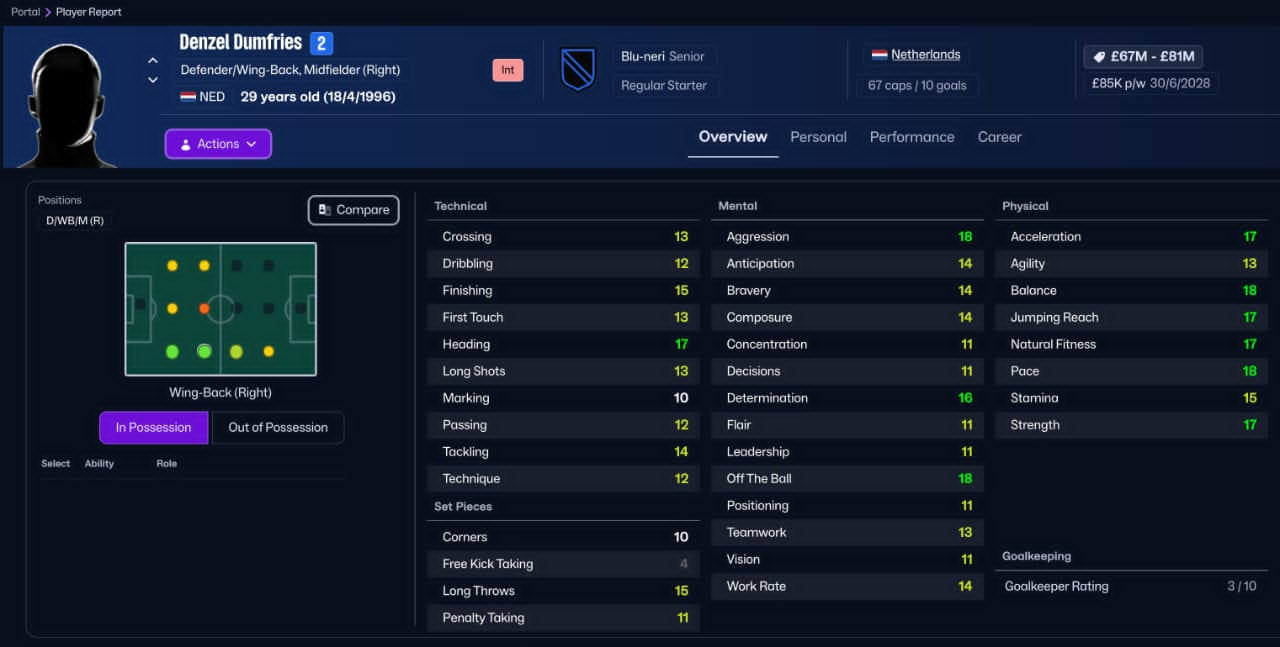 Portal > Player Report
Denzel Dumfries 2
Defender/Wing-Back, Midfielder (Right)
NED 29 years old (18/4/1996)
Int
Blu-neri Senior
Regular Starter
Netherlands
67 caps / 10 goals
£67M - £81M
£85K p/w 30/6/2028
Actions
Overview Personal Performance Career
Positions
D/WB/M (R)
Compare
Wing-Back (Right)
In Possession Out of Possession
Select Ability Role
Technical
Crossing 13
Dribbling 12
Finishing 15
First Touch 13
Heading 17
Long Shots 13
Marking 10
Passing 12
Tackling 14
Technique 12
Set Pieces
Corners 10
Free Kick Taking 4
Long Throws 15
Penalty Taking 11
Mental
Aggression 18
Anticipation 14
Bravery 14
Composure 14
Concentration 11
Decisions 11
Determination 16
Flair 11
Leadership 11
Off The Ball 18
Positioning 11
Teamwork 13
Vision 11
Work Rate 14
Physical
Acceleration 17
Agility 13
Balance 18
Jumping Reach 17
Natural Fitness 17
Pace 18
Stamina 15
Strength 17
Goalkeeping
Goalkeeper Rating 3 / 10